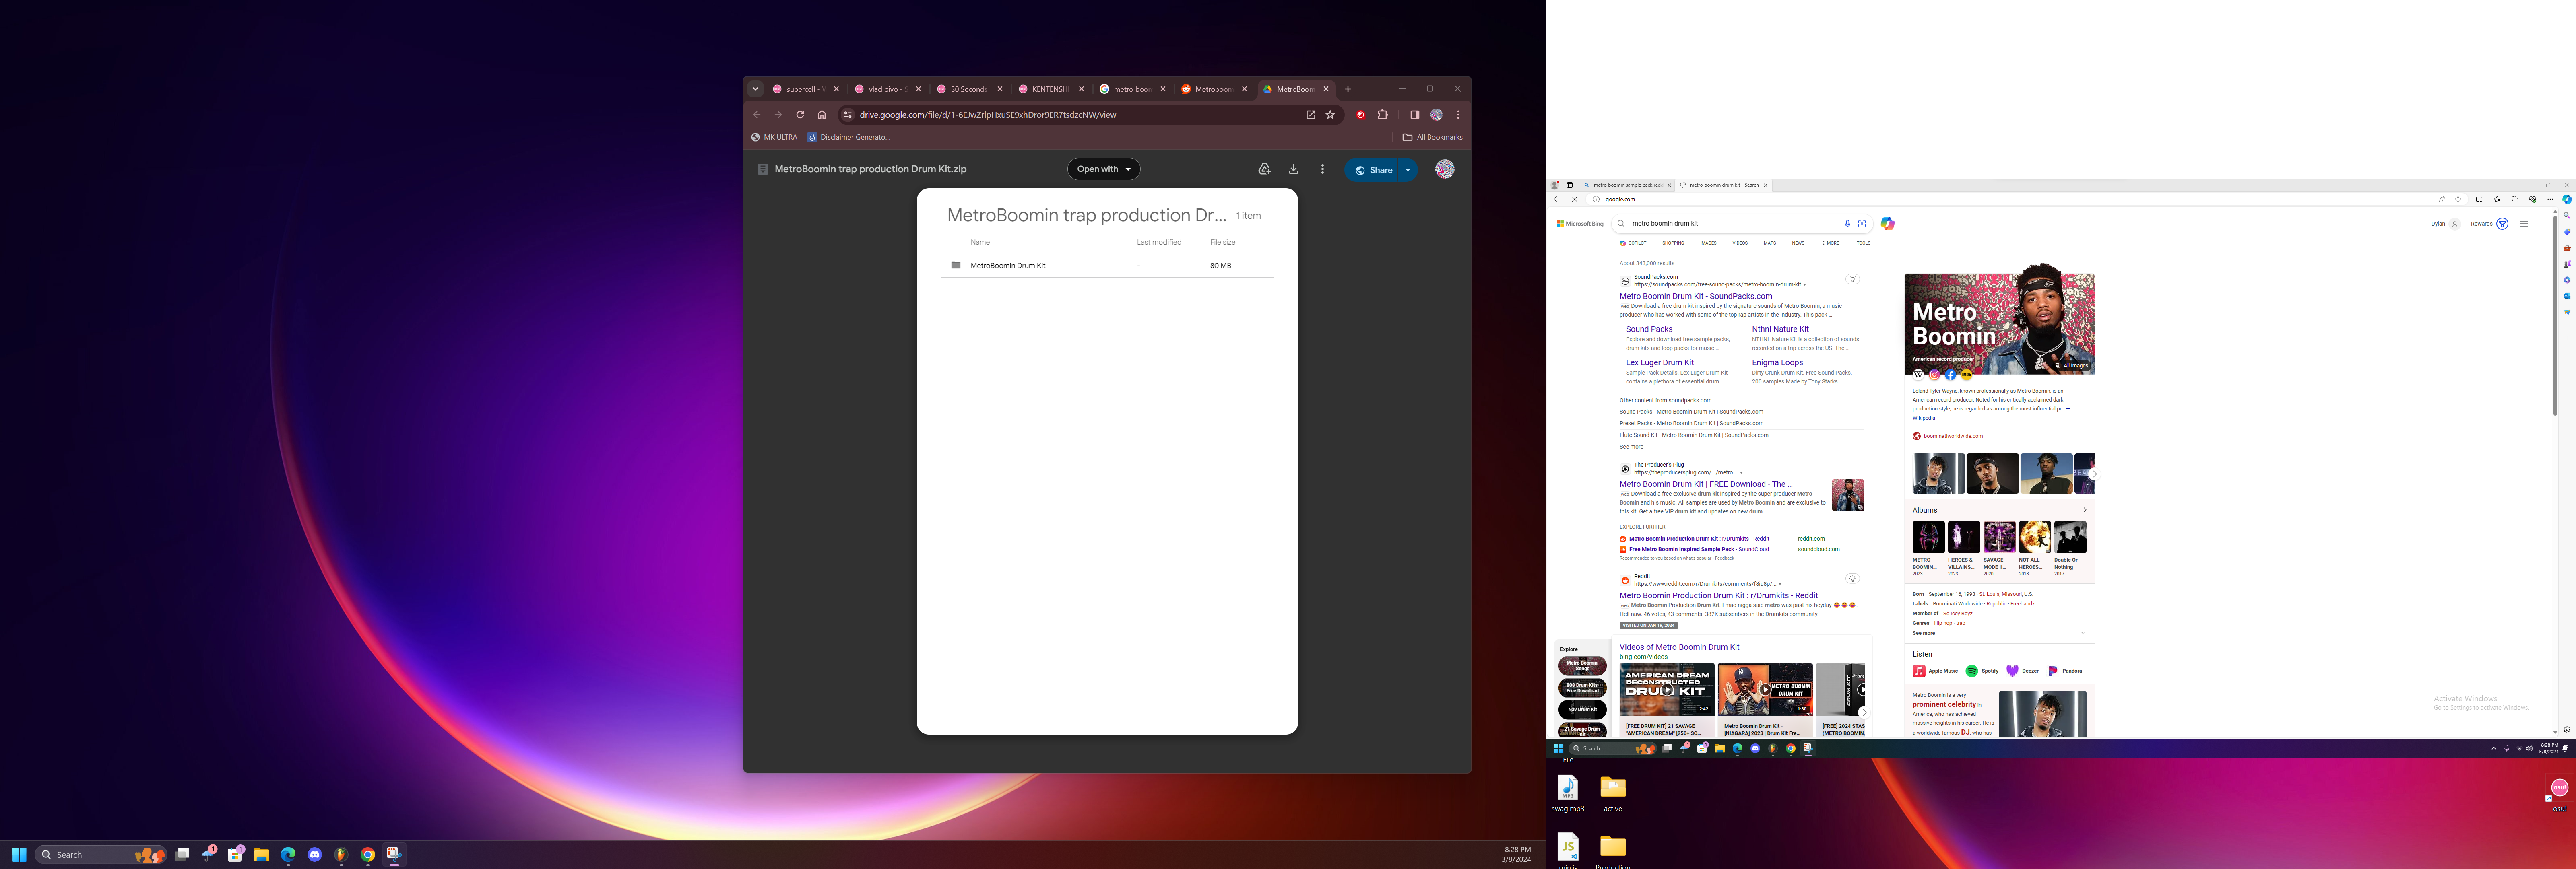 supercell - V
vlad pivo - S
30 Seconds
KENTENSHI
metro boon
Metroboom
MetroBoom
drive.google.com/file/d/1-6EJwZrlpHxuSE9xhDror9ER7tsdzcNW/view
MK ULTRA
Disclaimer Generato...
All Bookmarks
MetroBoomin trap production Drum Kit.zip
Open with
Share
MetroBoomin trap production Dr... 1 item
Name Last modified File size
MetroBoomin Drum Kit - 80 MB
Search
1
1
8:28 PM
3/8/2024
metro boomin sample pack redd
metro boomin drum kit - Search
google.com
Microsoft Bing
metro boomin drum kit
Dylan
Rewards
COPILOT SHOPPING IMAGES VIDEOS MAPS NEWS MORE TOOLS
About 343,000 results
SoundPacks.com
https://soundpacks.com/free-sound-packs/metro-boomin-drum-kit
Metro Boomin Drum Kit - SoundPacks.com
Download a free drum kit inspired by the signature sounds of Metro Boomin, a music
producer who has worked with some of the top rap artists in the industry. This pack ...
Sound Packs
Explore and download free sample packs,
drum kits and loop packs for music ...
Nthnl Nature Kit
NTHNL Nature Kit is a collection of sounds
recorded on a trip across the US. The ...
Lex Luger Drum Kit
Sample Pack Details. Lex Luger Drum Kit
contains a plethora of essential drum ...
Enigma Loops
Dirty Crunk Drum Kit. Free Sound Packs.
200 samples Made by Tony Starks. ...
Other content from soundpacks.com
Sound Packs - Metro Boomin Drum Kit | SoundPacks.com
Preset Packs - Metro Boomin Drum Kit | SoundPacks.com
Flute Sound Kit - Metro Boomin Drum Kit | SoundPacks.com
See more
The Producer's Plug
https://theproducersplug.com/.../metro ...
Metro Boomin Drum Kit | FREE Download - The ...
Download a free exclusive drum kit inspired by the super producer Metro
Boomin and his music. All samples are used by Metro Boomin and are exclusive to
this kit. Get a free VIP drum kit and updates on new drum ...
EXPLORE FURTHER
Metro Boomin Production Drum Kit : r/Drumkits - Reddit reddit.com
Free Metro Boomin Inspired Sample Pack - SoundCloud soundcloud.com
Recommended to you based on what's popular • Feedback
Reddit
https://www.reddit.com/r/Drumkits/comments/f8iu8p/...
Metro Boomin Production Drum Kit : r/Drumkits - Reddit
Metro Boomin Production Drum Kit. Lmao nigga said metro was past his heyday
Hell naw. 46 votes, 43 comments. 382K subscribers in the Drumkits community.
VISITED ON JAN 19, 2024
Videos of Metro Boomin Drum Kit
bing.com/videos
AMERICAN DREAM
DECONSTRUCTED
DRUM KIT
2:42
METRO BOOMIN
DRUM KIT
1:50
[FREE DRUM KIT] 21 SAVAGE
"AMERICAN DREAM" [250+ SO...
Metro Boomin Drum Kit -
[NIAGARA] 2023 | Drum Kit Fre...
[FREE] 2024 STAS
(METRO BOOMIN,
Explore
Metro Boomin
Songs
808 Drum Kits
Free Download
Nav Drum Kit
21 Savage Drum
Metro
Boomin
American record producer
All images
Leland Tyler Wayne, known professionally as Metro Boomin, is an
American record producer. Noted for his critically-acclaimed dark
production style, he is regarded as among the most influential pr...
Wikipedia
boominatiworldwide.com
Albums
METRO
BOOMIN...
2023
HEROES &
VILLAINS...
2023
SAVAGE
MODE II...
2020
NOT ALL
HEROES...
2018
Double Or
Nothing
2017
Born September 16, 1993 · St. Louis, Missouri, U.S.
Labels Boominati Worldwide · Republic · Freebandz
Member of So Icey Boyz
Genres Hip hop · trap
See more
Listen
Apple Music Spotify Deezer Pandora
Metro Boomin is a very
prominent celebrity in
America, who has achieved
massive heights in his career. He is
a worldwide famous DJ, who has
Activate Windows
Go to Settings to activate Windows.
Search
8:28 PM
3/8/2024
File
MP3
swag.mp3
active
osu!
osu!
JS
min.js
Production